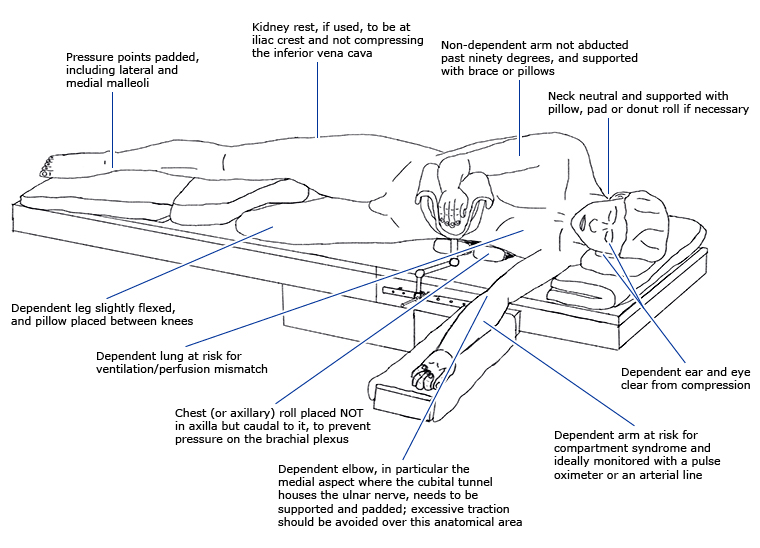 Kidney rest, if used, to be at
iliac crest and not compressing
the inferior vena cava
Pressure points padded,
including lateral and
medial malleoli
Non-dependent arm not abducted
past ninety degrees, and supported
with brace or pillows
Neck neutral and supported with
pillow, pad or donut roll if necessary
Dependent leg slightly flexed,
and pillow placed between knees
Dependent lung at risk for
ventilation/perfusion mismatch
Dependent ear and eye
clear from compression
Chest (or axillary) roll placed NOT
in axilla but caudal to it, to prevent
pressure on the brachial plexus
Dependent arm at risk for
compartment syndrome and
ideally monitored with a pulse
oximeter or an arterial line
Dependent elbow, in particular the
medial aspect where the cubital tunnel
houses the ulnar nerve, needs to be
supported and padded; excessive traction
should be avoided over this anatomical area